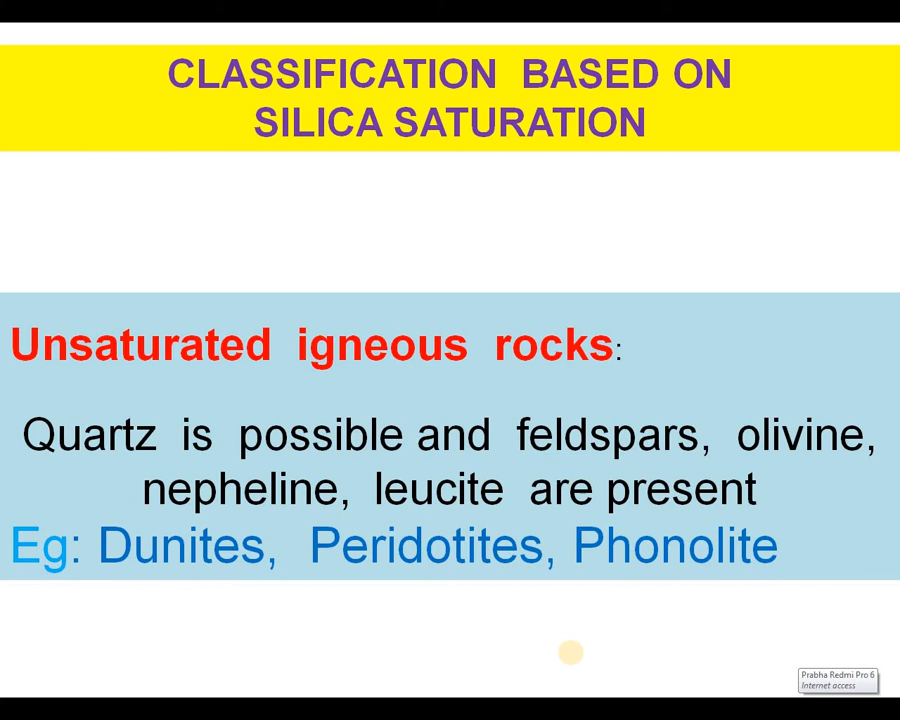 CLASSIFICATION BASED ON
SILICA SATURATION
Unsaturated igneous rocks:
Quartz is possible and feldspars, olivine,
nepheline, leucite are present
Eg: Dunites, Peridotites, Phonolite
Prabha Redmi Pro 6
Internet access